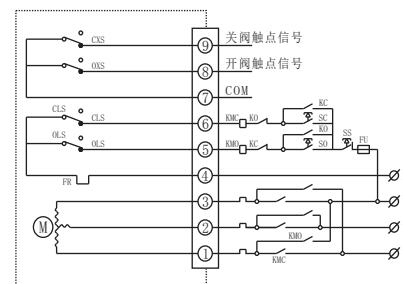 CXS ⑨ 关阀触点信号
OXS ⑧ 开阀触点信号
⑦ COM
CLS CLS ⑥ KMC KO KC SC
OLS OLS ⑤ KMO KC KO SO SS FU
FR ④
③
M ②
① KMO KMC